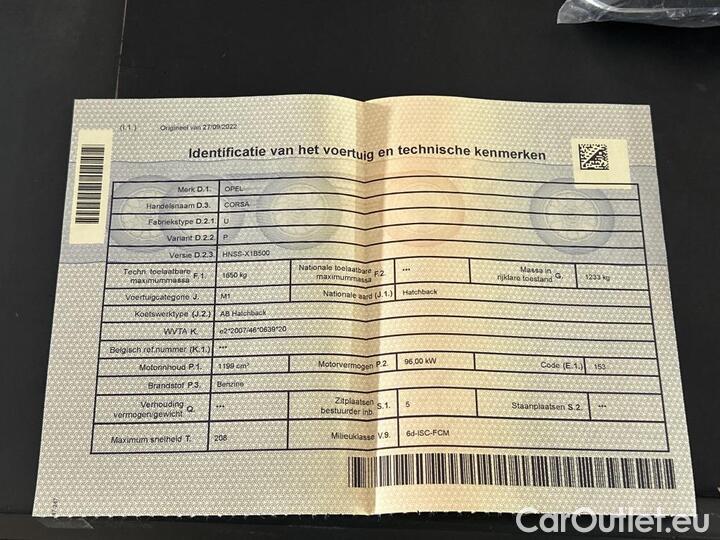 (I.1.) Origineel van 27/09/2022
Identificatie van het voertuig en technische kenmerken
Merk D.1. OPEL
Handelsnaam D.3. CORSA
Fabriekstype D.2.1. U
Variant D.2.2. P
Versie D.2.3. HNSS-X1B500
Techn. toelaatbare maximummassa F.1. 1650 kg Nationale toelaatbare maximummassa F.2. *** Massa in rijklare toestand G. 1233 kg
Voertuigcategorie J. M1 Nationale aard (J.1.) Hatchback
Koetswerktype (J.2.) AB Hatchback
WVTA K. e2*2007/46*0639*20
Belgisch ref.nummer (K.1.) ***
Motorinhoud P.1. 1199 cm³ Motorvermogen P.2. 96,00 kW Code (E.1.) 153
Brandstof P.3. Benzine
Verhouding vermogen/gewicht Q. *** Zitplaatsen bestuurder inb. S.1. 5 Staanplaatsen S.2. ***
Maximum snelheid T. 208 Milieuklasse V.9. 6d-ISC-FCM
CarOutlet.eu